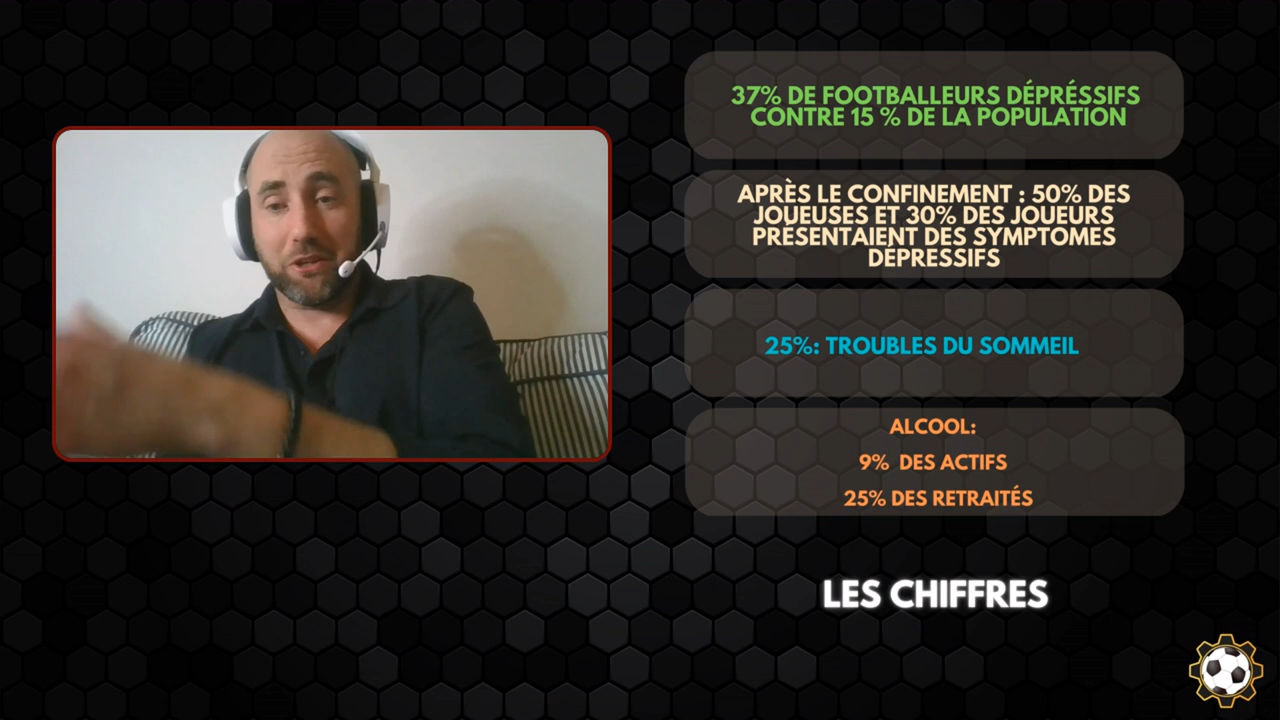 37% DE FOOTBALLEURS DÉPRÉSSIFS
CONTRE 15 % DE LA POPULATION
APRÈS LE CONFINEMENT : 50% DES
JOUEUSES ET 30% DES JOUEURS
PRÉSENTAIENT DES SYMPTOMES
DÉPRESSIFS
25%: TROUBLES DU SOMMEIL
ALCOOL:
9% DES ACTIFS
25% DES RETRAITÉS
LES CHIFFRES